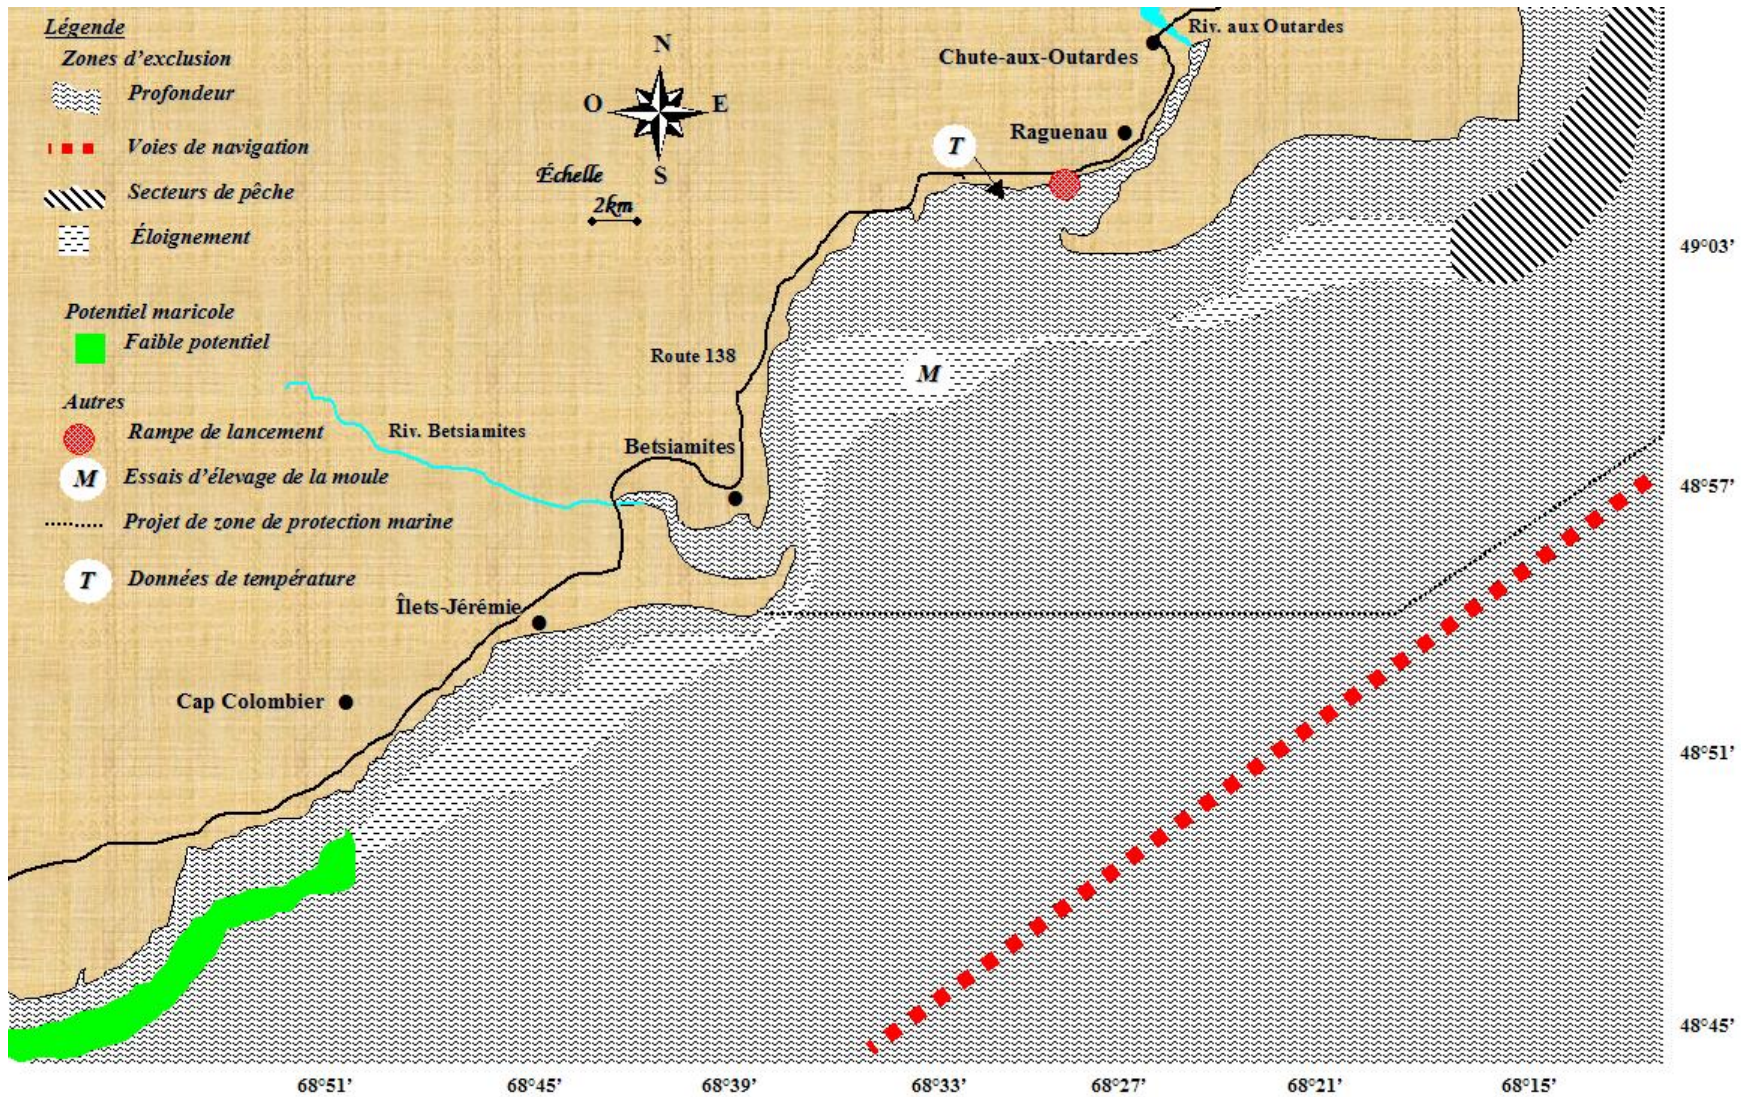 Légende
Zones d'exclusion
Profondeur
Voies de navigation
Secteurs de pêche
Éloignement
Potentiel maricole
Faible potentiel
Autres
Rampe de lancement
M
Essais d'élevage de la moule
Projet de zone de protection marine
T
Données de température
N
O
E
S
Échelle
2km
Riv. aux Outardes
Chute-aux-Outardes
Raguenau
T
Route 138
M
Riv. Betsiamites
Betsiamites
Îlets-Jérémie
Cap Colombier
49°03'
48°57'
48°51'
48°45'
68°51'
68°45'
68°39'
68°33'
68°27'
68°21'
68°15'